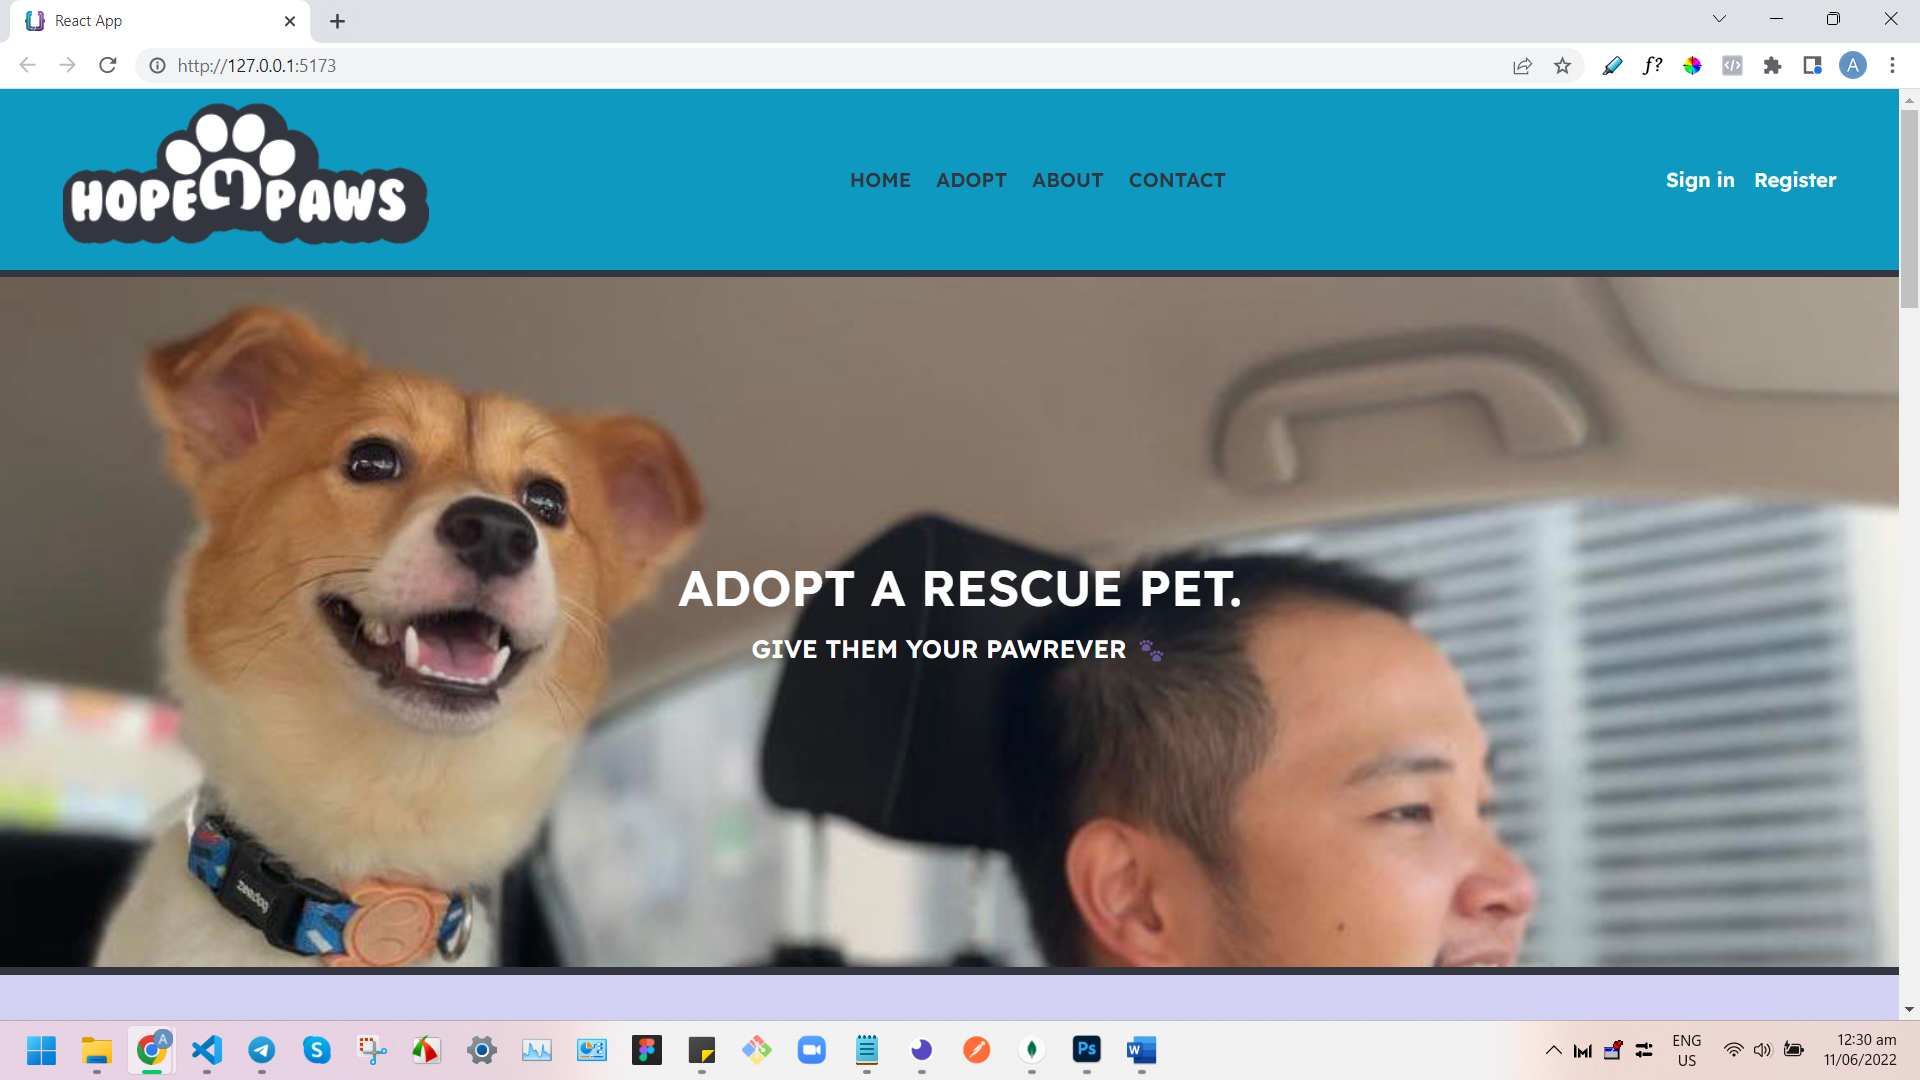 React App
http://127.0.0.1:5173
f?
A
HOPE PAWS
HOME ADOPT ABOUT CONTACT
Sign in Register
ADOPT A RESCUE PET.
GIVE THEM YOUR PAWREVER
zeedog
A
S
Ps
W
ENG
US
12:30 am
11/06/2022